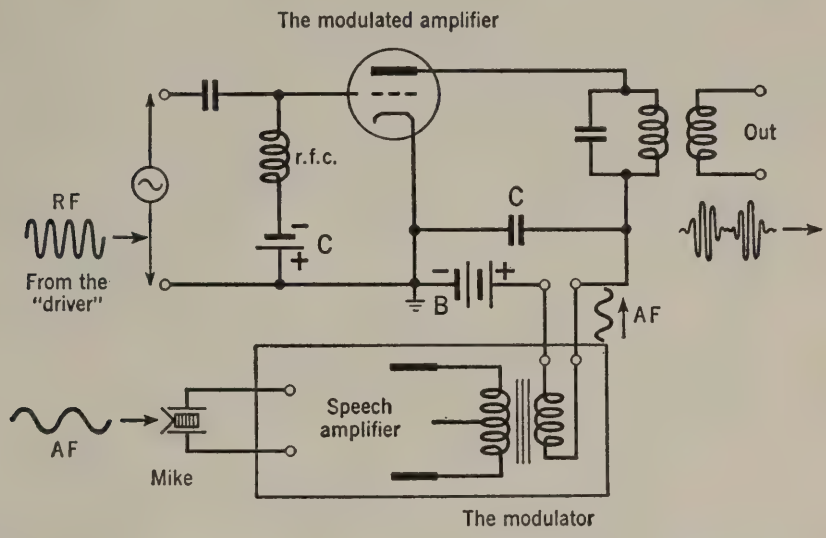 The modulated amplifier
r.f.c.
Out
RF
C
C
-
+
From the
"driver"
-
+
B
AF
Speech
amplifier
AF
Mike
The modulator